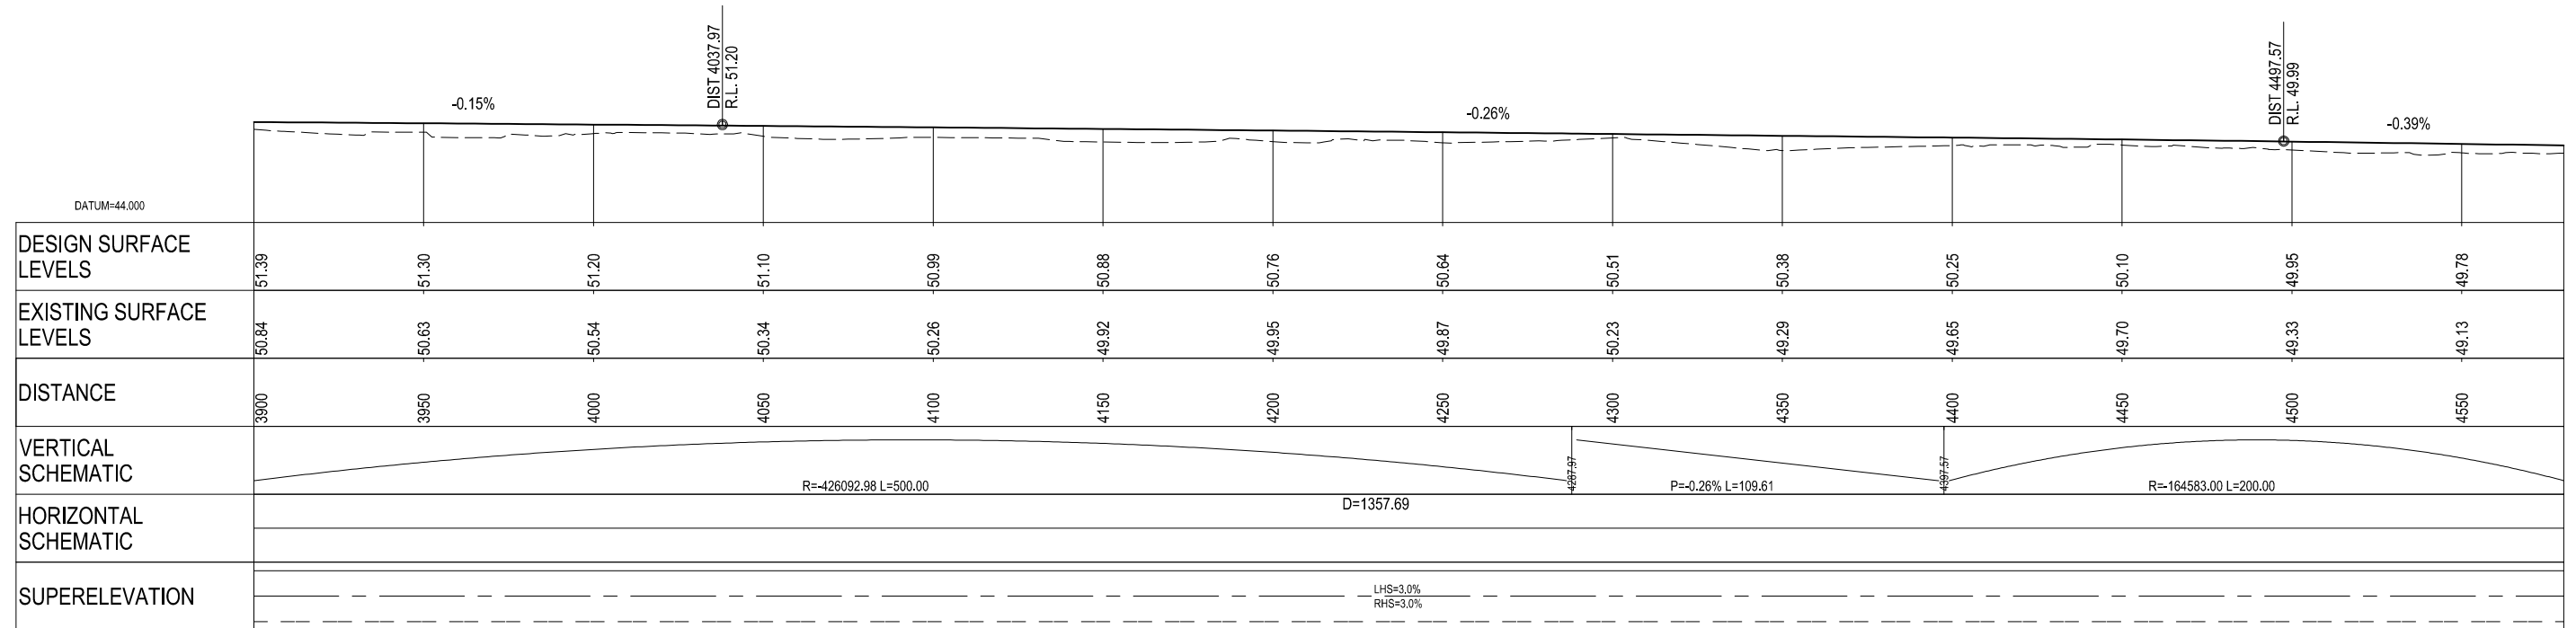 DIST 4037.97
R.L. 51.20
DIST 4497.57
R.L. 49.99
-0.15%
-0.26%
-0.39%
DATUM=44.000
DESIGN SURFACE
LEVELS
51.39 51.30 51.20 51.10 50.99 50.88 50.76 50.64 50.51 50.38 50.25 50.10 49.95 49.78
EXISTING SURFACE
LEVELS
50.84 50.63 50.54 50.34 50.26 49.92 49.95 49.87 50.23 49.29 49.65 49.70 49.33 49.13
DISTANCE
3900 3950 4000 4050 4100 4150 4200 4250 4300 4350 4400 4450 4500 4550
VERTICAL
SCHEMATIC
R=-426092.98 L=500.00
4287.97
P=-0.26% L=109.61
4397.57
R=-164583.00 L=200.00
HORIZONTAL
SCHEMATIC
D=1357.69
SUPERELEVATION
LHS=3.0%
RHS=3.0%